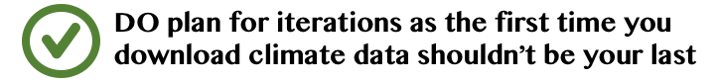 DO plan for iterations as the first time you
download climate data shouldn’t be your last